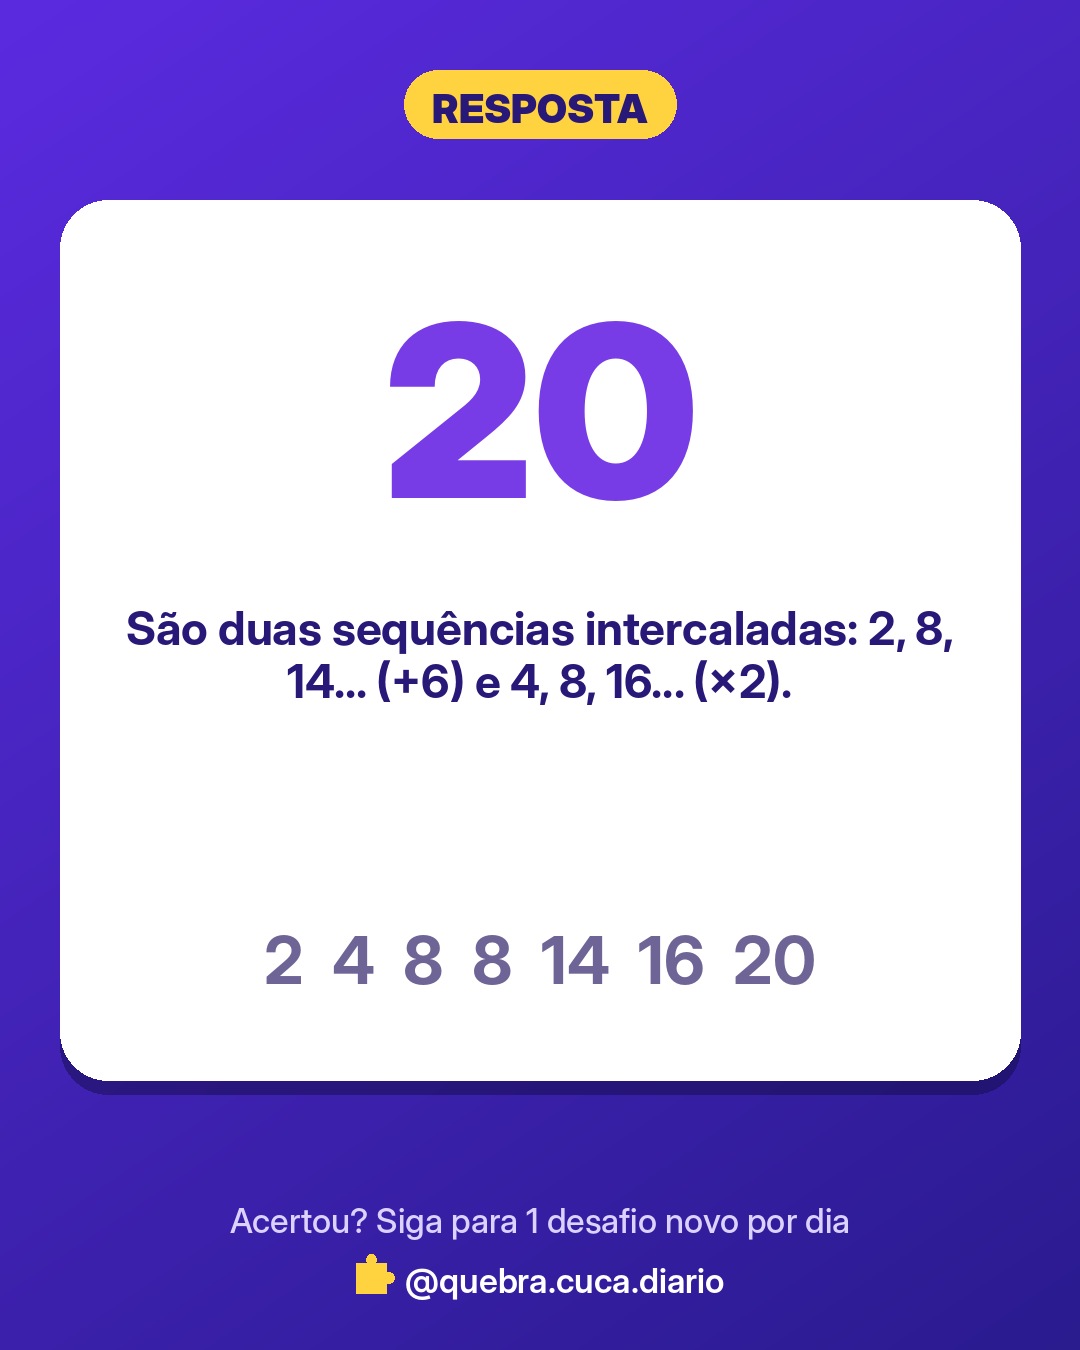 RESPOSTA
20
São duas sequências intercaladas: 2, 8,
14... (+6) e 4, 8, 16... (×2).
2 4 8 8 14 16 20
Acertou? Siga para 1 desafio novo por dia
@quebra.cuca.diario